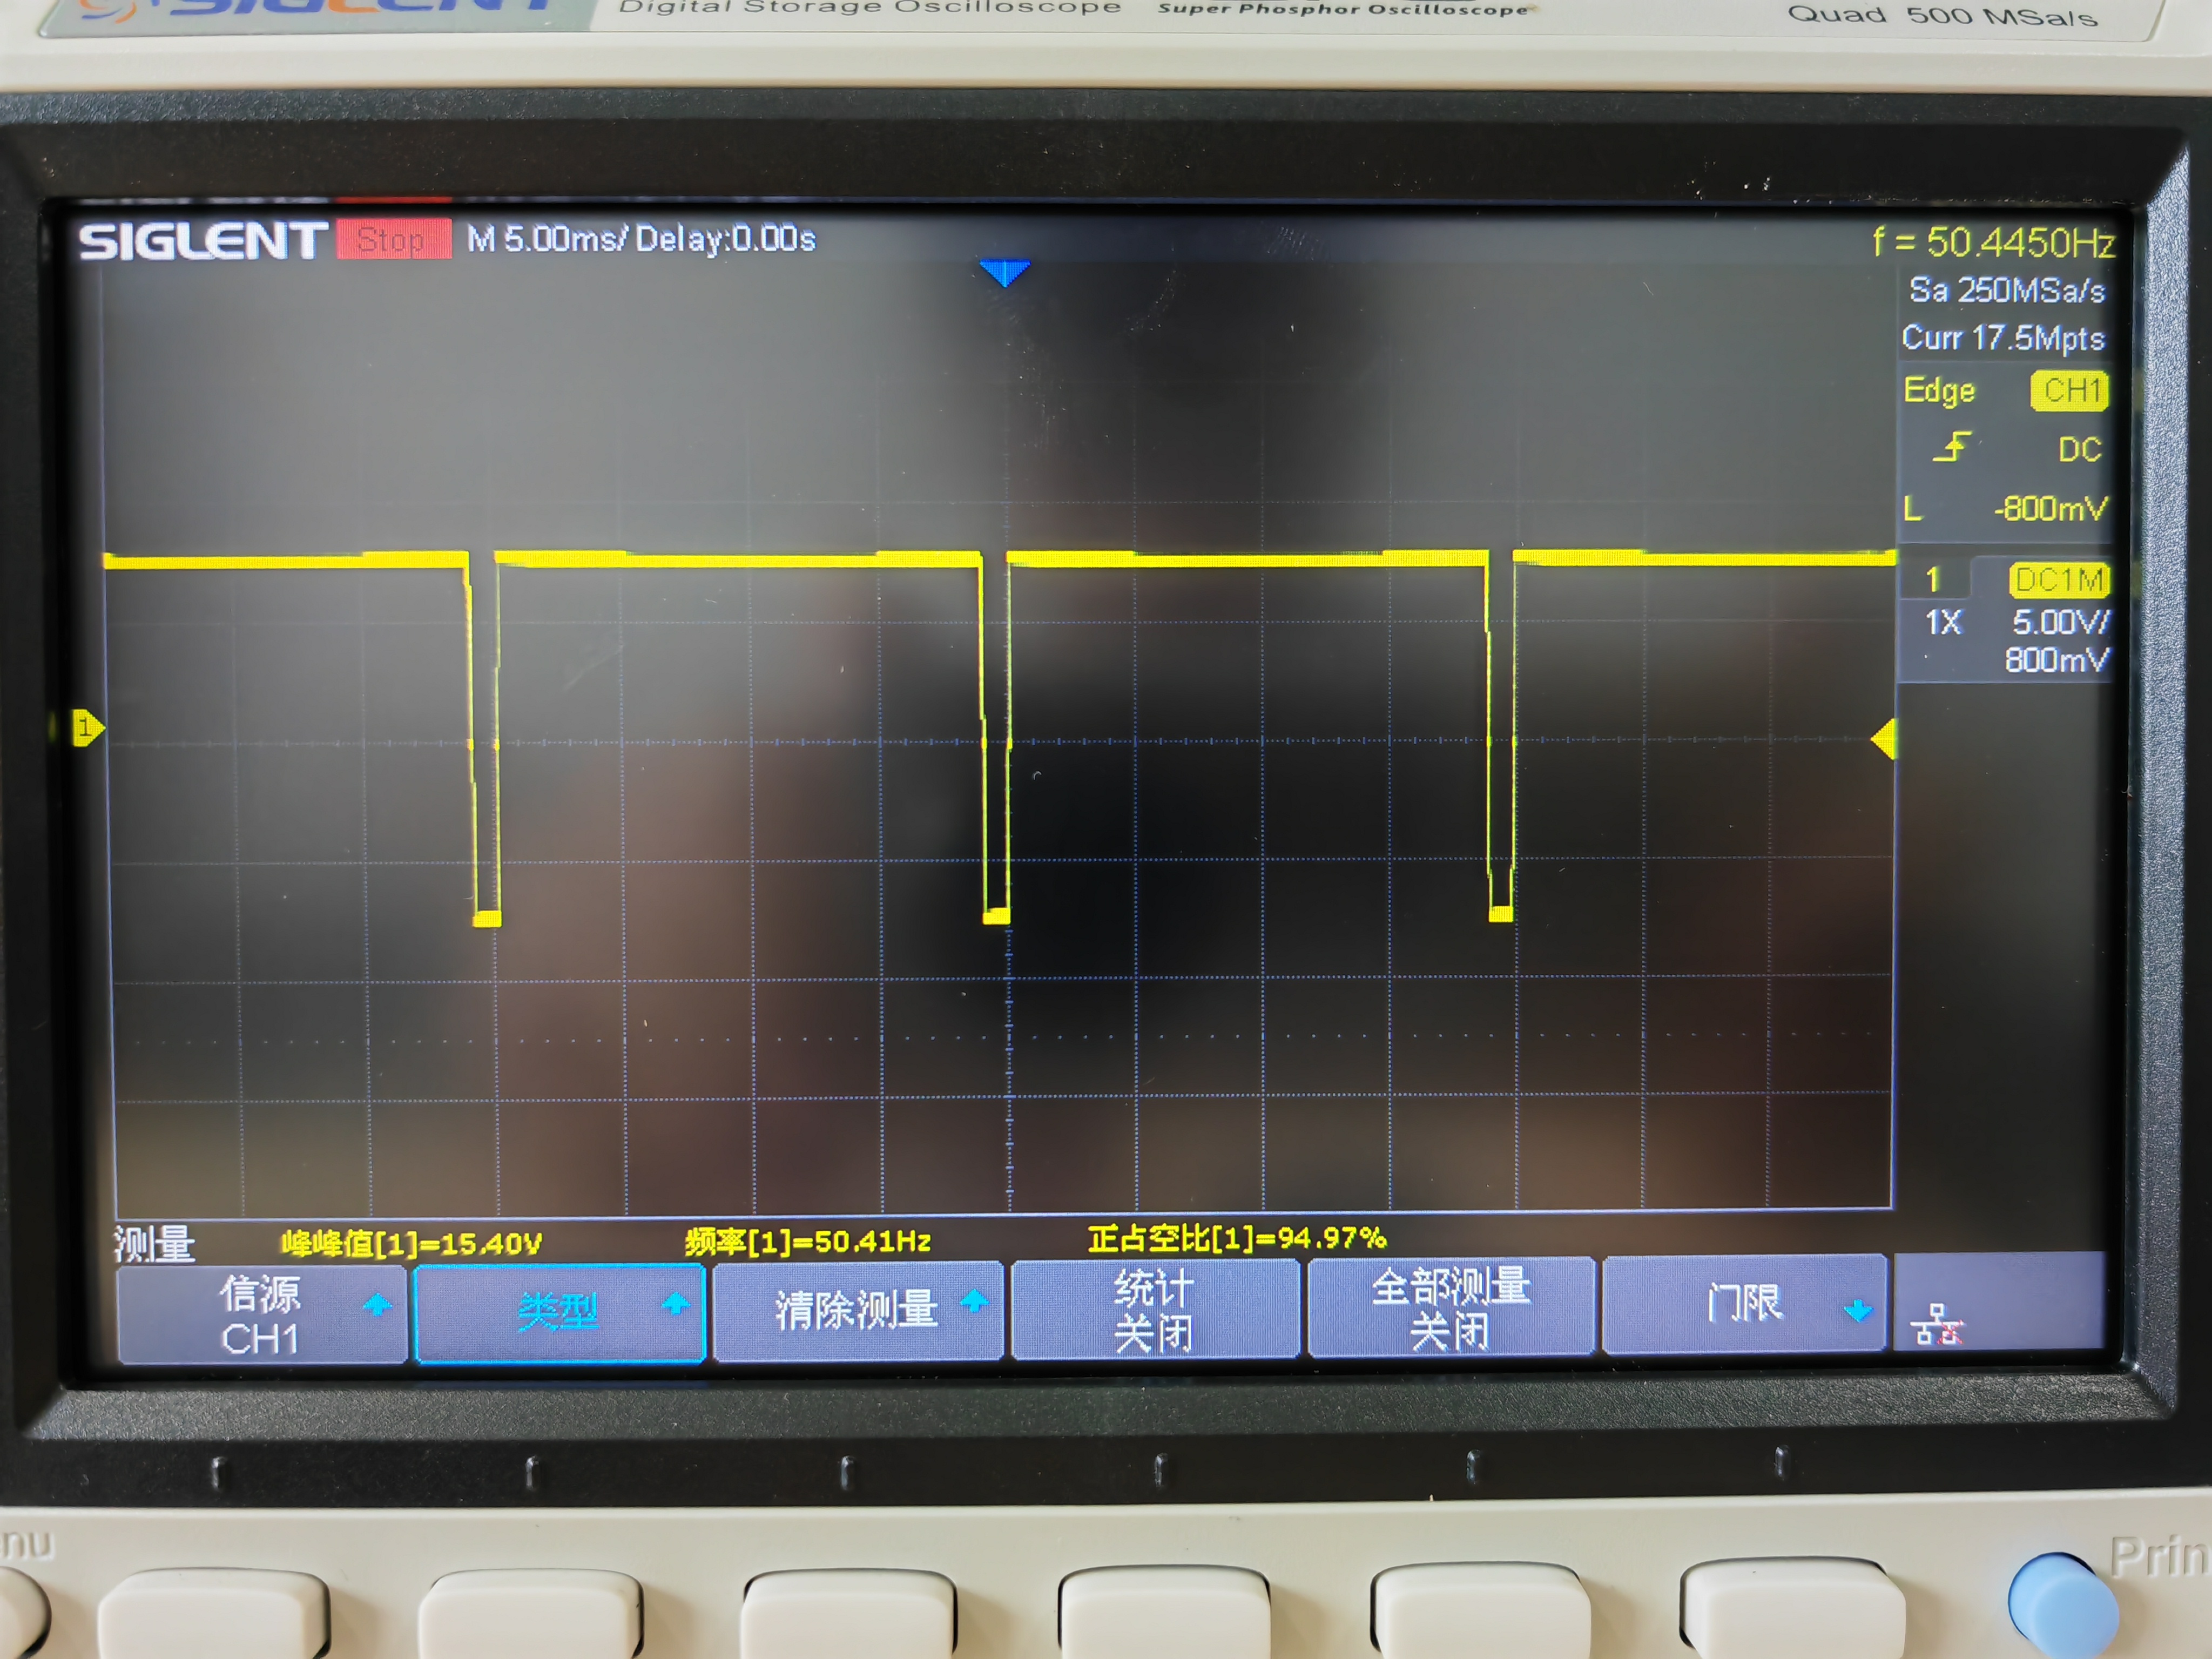 SIGLENT Digital Storage Oscilloscope Super Phosphor Oscilloscope Quad 500 MSa/s
SIGLENT Stop M 5.00ms/ Delay:0.00s f = 50.4450Hz
Sa 250MSa/s
Curr 17.5Mpts
Edge CH1
DC
L -800mV
1 DC1M
1X 5.00V/
800mV
1
测量 峰峰值[1]=15.40V 频率[1]=50.41Hz 正占空比[1]=94.97%
信源
CH1
类型
清除测量
统计
关闭
全部测量
关闭
门限
nu
Prin